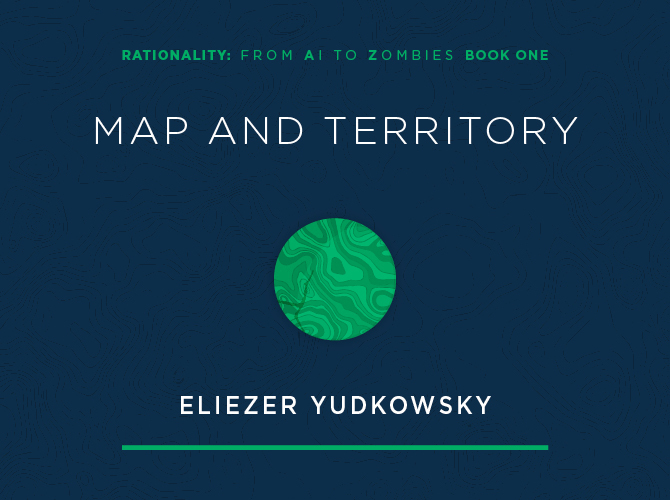 RATIONALITY: FROM AI TO ZOMBIES BOOK ONE
MAP AND TERRITORY
ELIEZER YUDKOWSKY